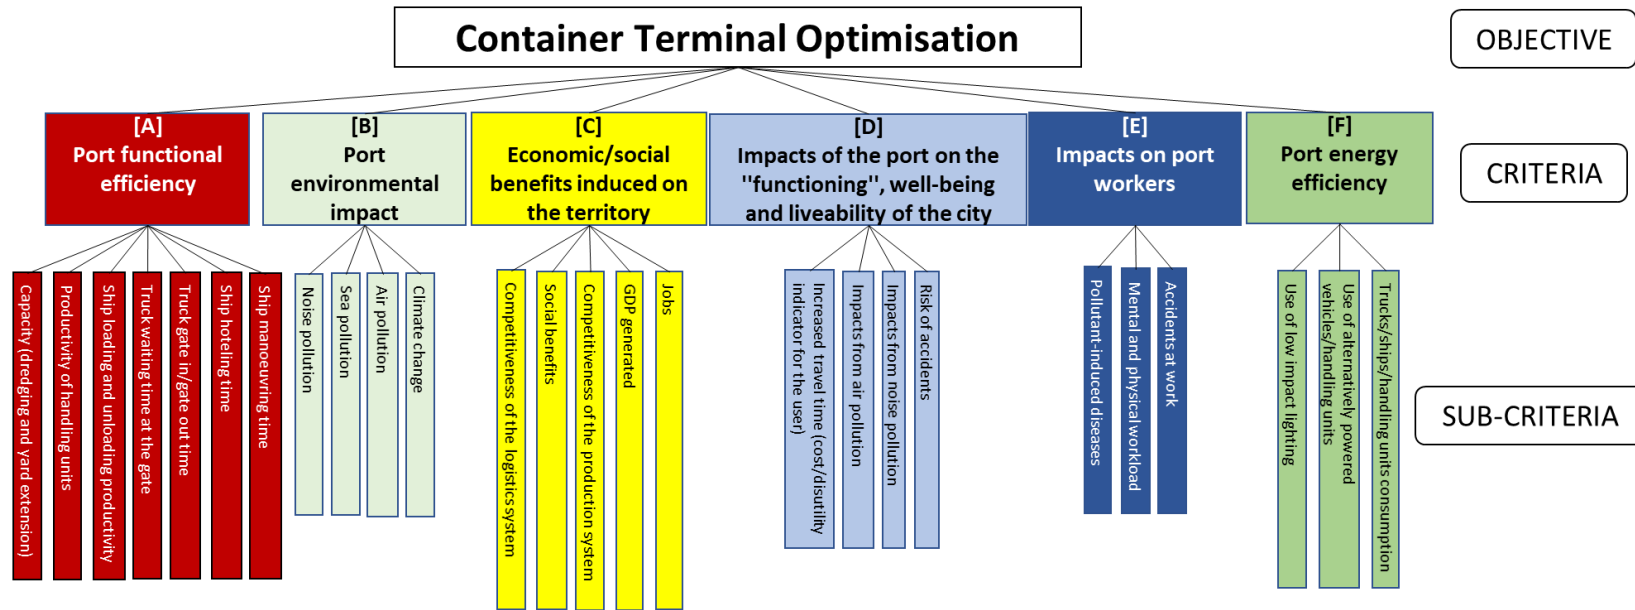 Container Terminal Optimisation
OBJECTIVE
[A]
Port functional
efficiency
[B]
Port
environmental
impact
[C]
Economic/social
benefits induced on
the territory
[D]
Impacts of the port on the
"functioning", well-being
and liveability of the city
[E]
Impacts on port
workers
[F]
Port energy
efficiency
CRITERIA
Capacity (dredging and yard extension)
Productivity of handling units
Ship loading and unloading productivity
Truck waiting time at the gate
Truck gate in/gate out time
Ship hoteling time
Ship manoeuvring time
Noise pollution
Sea pollution
Air pollution
Climate change
Competitiveness of the logistics system
Social benefits
Competitiveness of the production system
GDP generated
Jobs
Increased travel time (cost/disutility
indicator for the user)
Impacts from air pollution
Impacts from noise pollution
Risk of accidents
Pollutant-induced diseases
Mental and physical workload
Accidents at work
Use of low impact lighting
Use of alternatively powered
vehicles/handling units
Trucks/ships/handling units consumption
SUB-CRITERIA